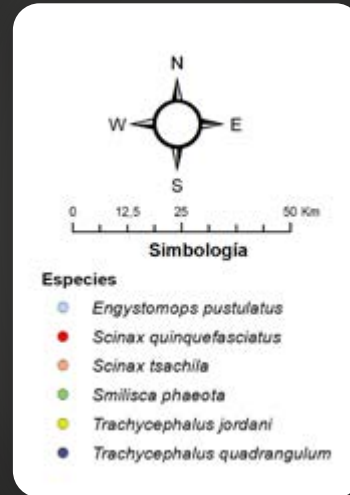 N
W E
S
0 12,5 25 50 Km
Simbología
Especies
Engystomops pustulatus
Scinax quinquefasciatus
Scinax tsachila
Smilisca phaeota
Trachycephalus jordani
Trachycephalus quadrangulum